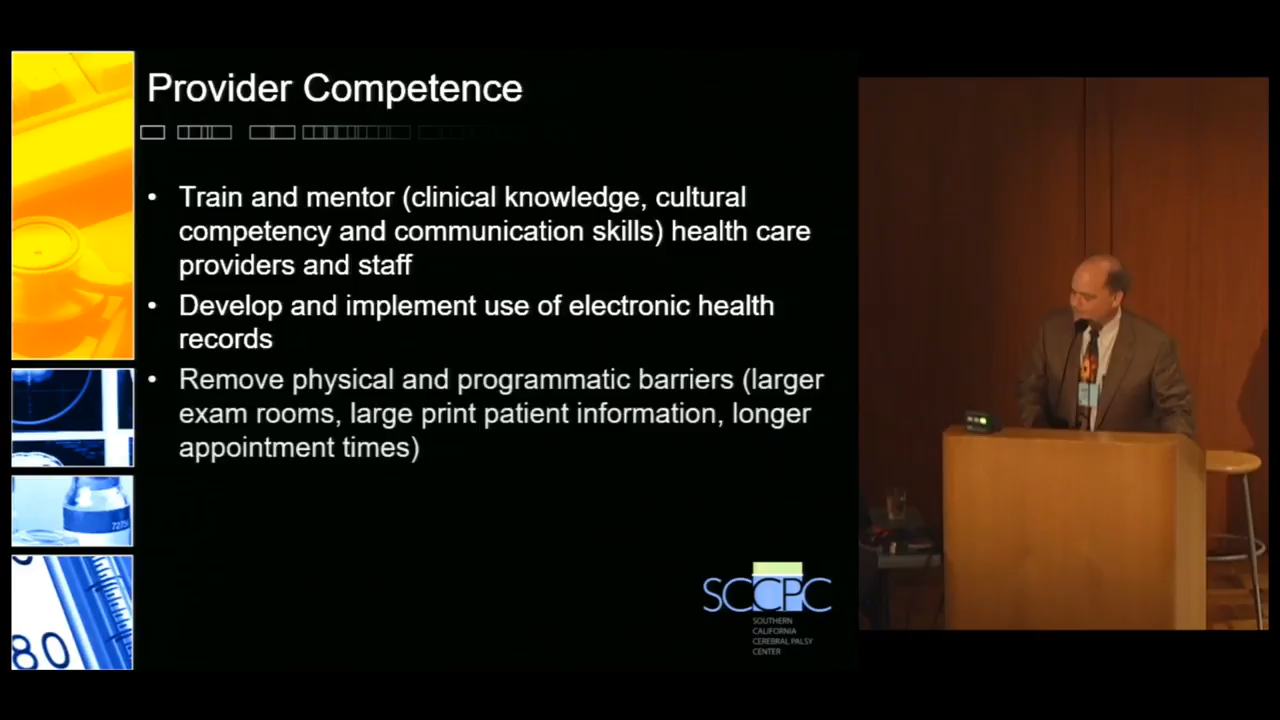 Provider Competence
• Train and mentor (clinical knowledge, cultural
competency and communication skills) health care
providers and staff
• Develop and implement use of electronic health
records
• Remove physical and programmatic barriers (larger
exam rooms, large print patient information, longer
appointment times)
7275
80
SCCPC
SOUTHERN
CALIFORNIA
CEREBRAL PALSY
CENTER